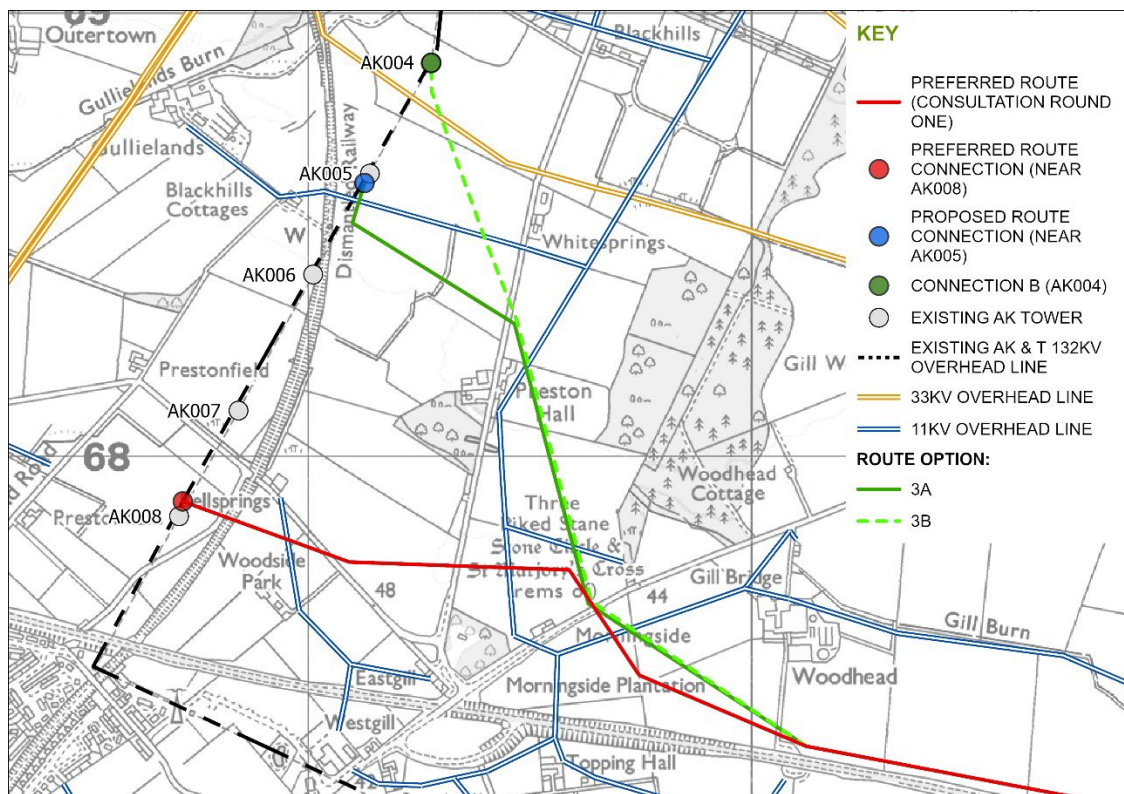 Outertown
Gullielands Burn
Gullielands
Blackhills
Cottages
W
Dismantled Railway
AK004
AK005
AK006
AK007
AK008
Blackhills
Whitesprings
Prestonfield
68
Preston
Hall
Gill W
Woodhead
Cottage
Road
Woodside
Park
48
Three
Stone Circle &
St Marjory's Cross
44
Gill Bridge
Gill Burn
Morningside
Woodhead
Morningside Plantation
Eastgill
Westgill
Topping Hall
42
KEY
PREFERRED ROUTE
(CONSULTATION ROUND
ONE)
PREFERRED ROUTE
CONNECTION (NEAR
AK008)
PROPOSED ROUTE
CONNECTION (NEAR
AK005)
CONNECTION B (AK004)
EXISTING AK TOWER
EXISTING AK & T 132KV
OVERHEAD LINE
33KV OVERHEAD LINE
11KV OVERHEAD LINE
ROUTE OPTION:
3A
3B